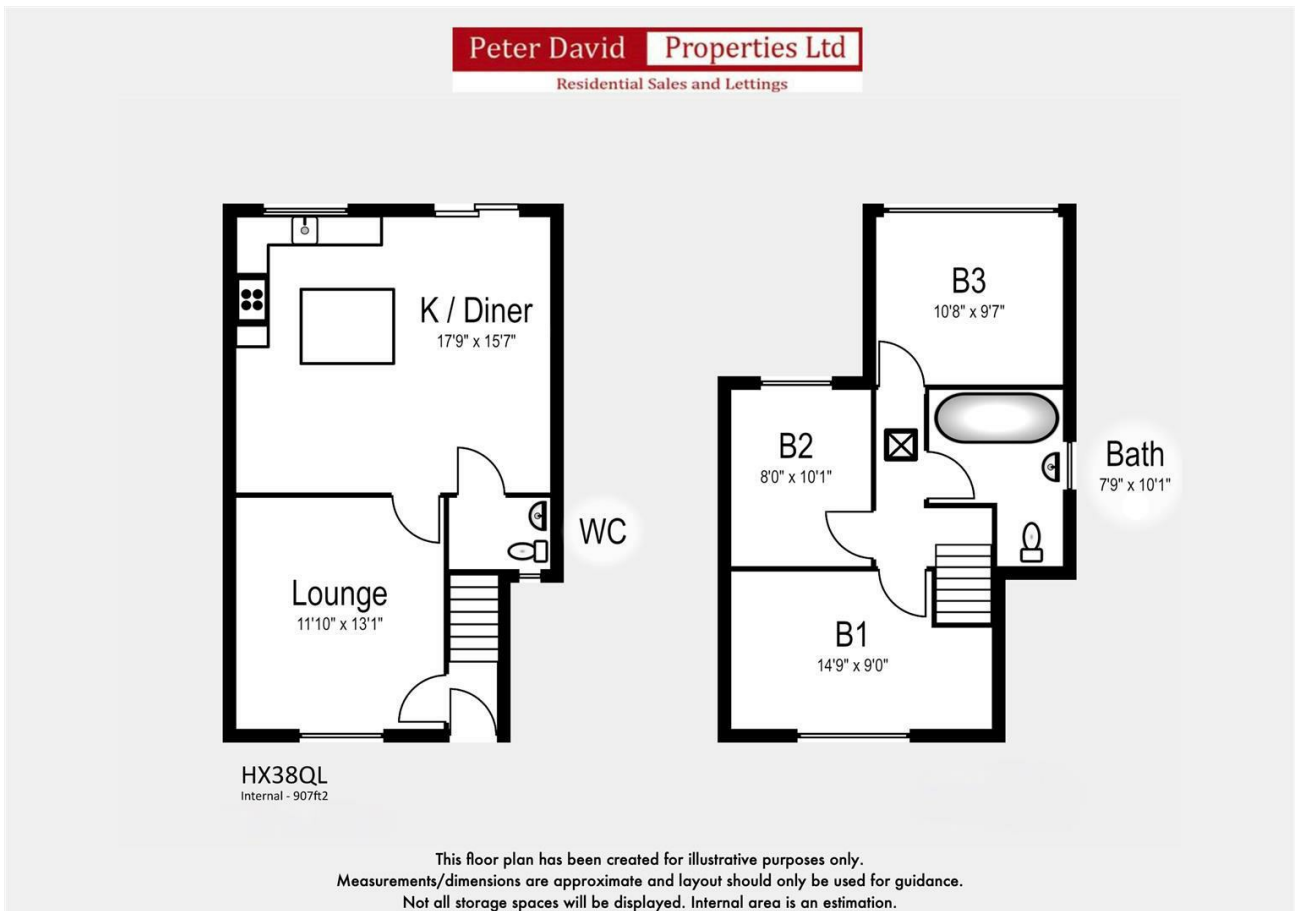 Peter David Properties Ltd
Residential Sales and Lettings
K / Diner
17'9" x 15'7"
WC
Lounge
11'10" x 13'1"
B3
10'8" x 9'7"
B2
8'0" x 10'1"
Bath
7'9" x 10'1"
B1
14'9" x 9'0"
HX38QL
Internal - 907ft2
This floor plan has been created for illustrative purposes only.
Measurements/dimensions are approximate and layout should only be used for guidance.
Not all storage spaces will be displayed. Internal area is an estimation.